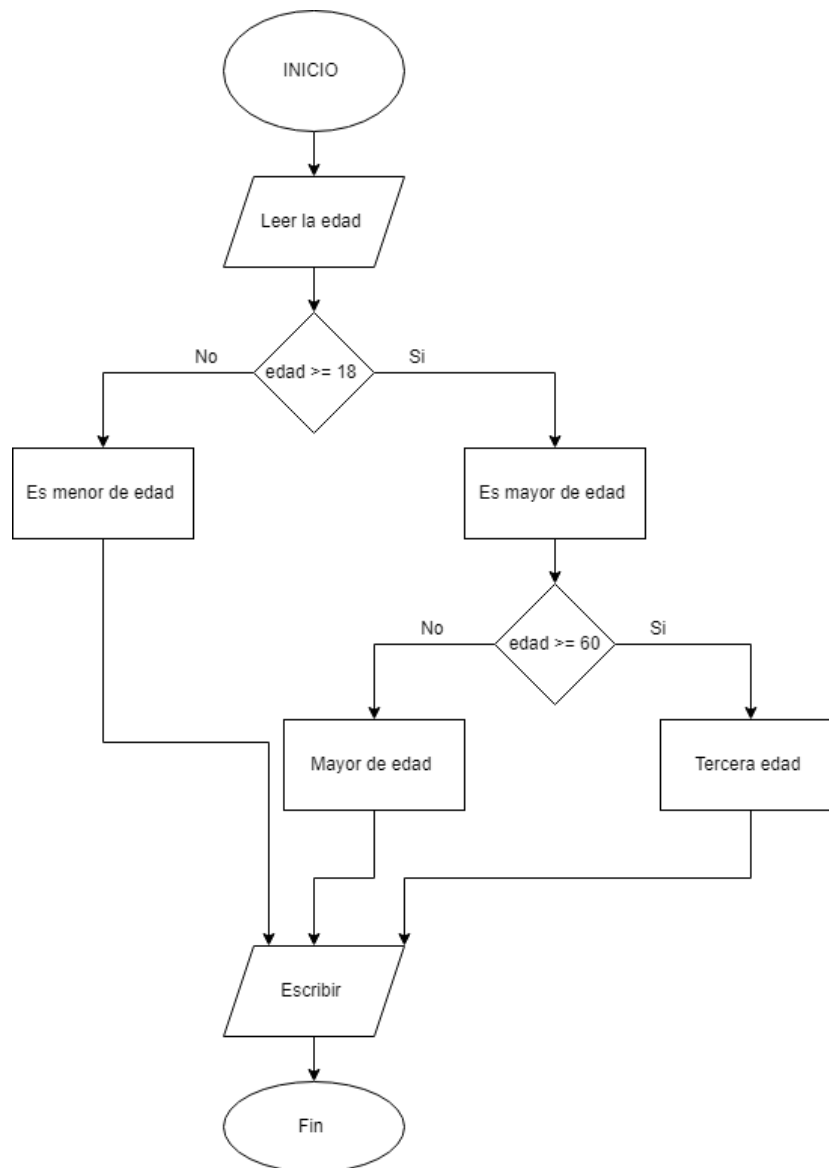 INICIO
Leer la edad
No
Si
edad >= 18
Es menor de edad
Es mayor de edad
No
Si
edad >= 60
Mayor de edad
Tercera edad
Escribir
Fin